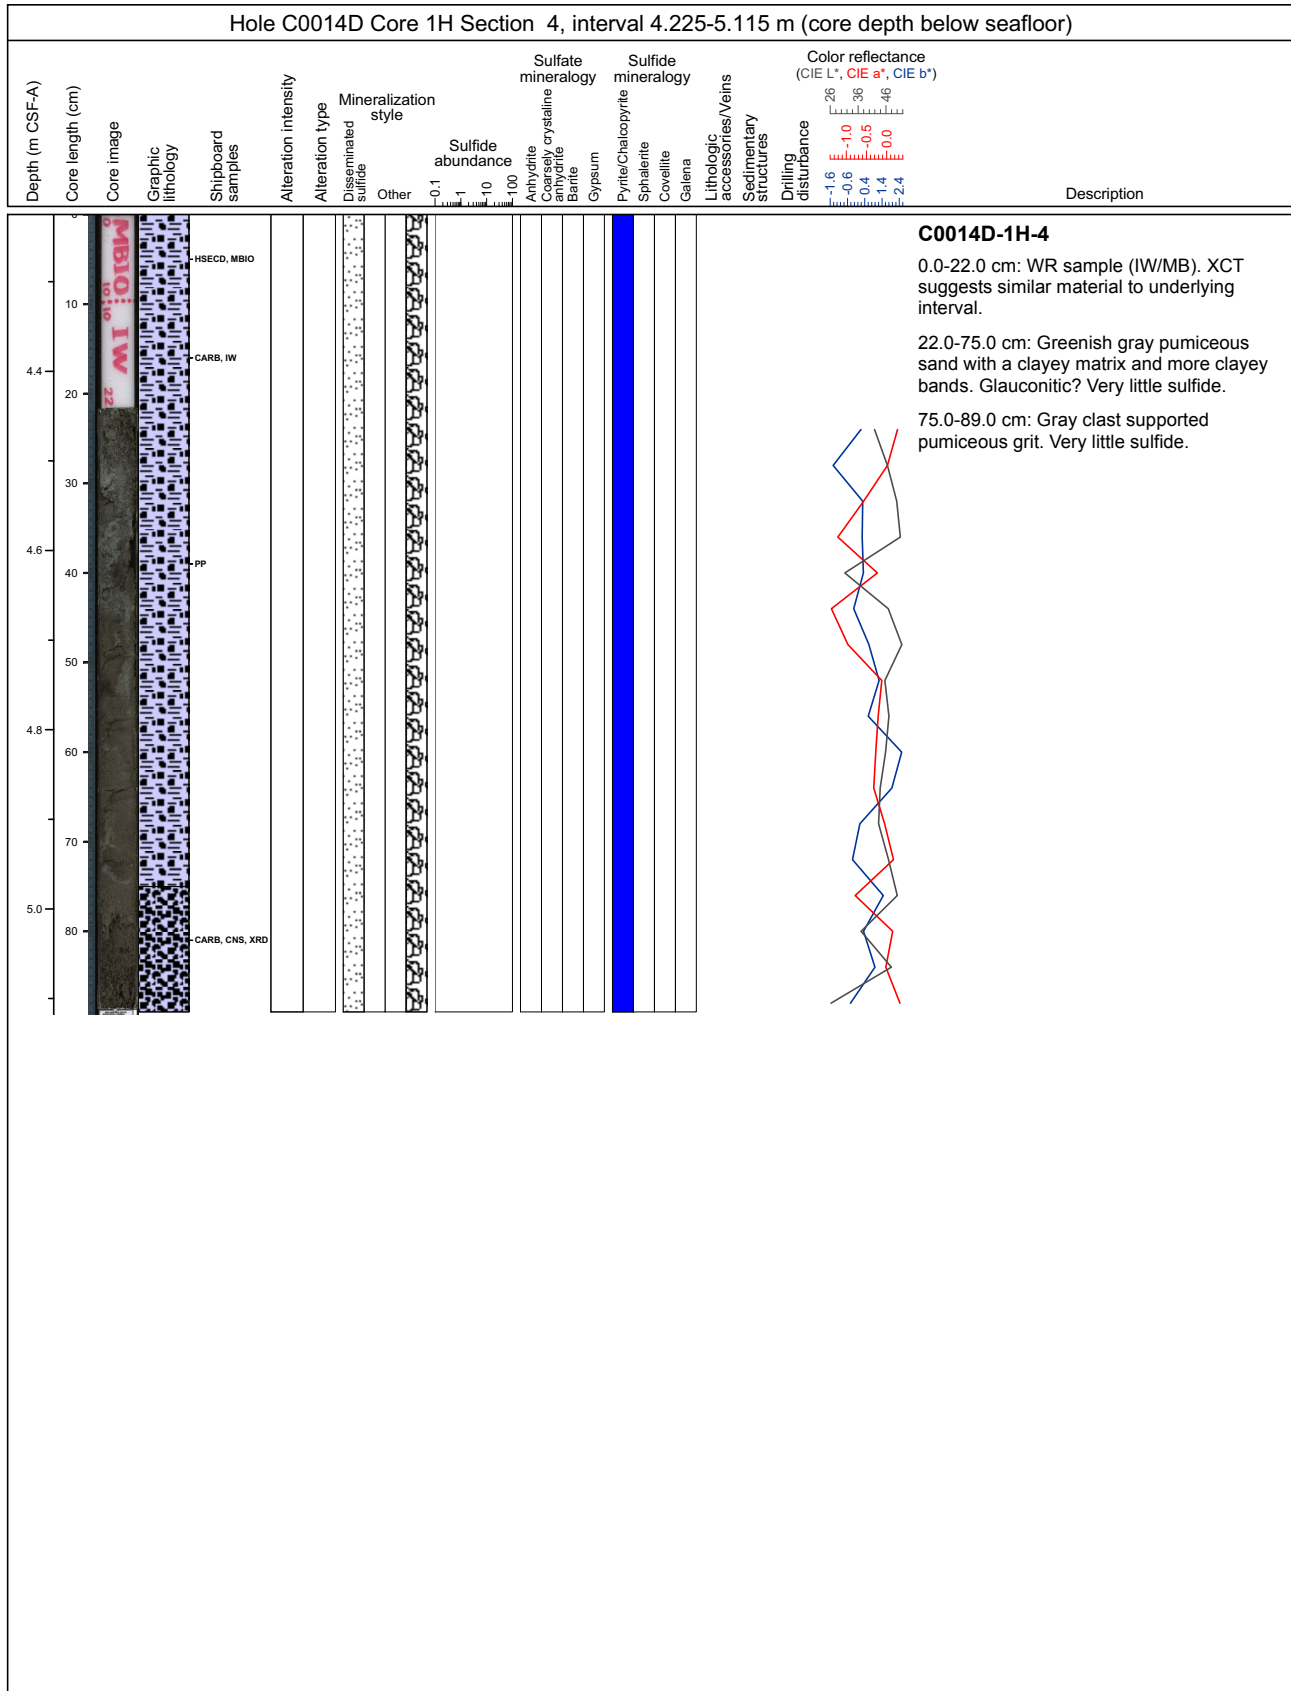 Hole C0014D Core 1H Section 4, interval 4.225-5.115 m (core depth below seafloor)
Depth (m CSF-A)
Core length (cm)
Core image
Graphic
lithology
Shipboard
samples
Alteration intensity
Alteration type
Mineralization
style
Disseminated
sulfide
Other
Sulfide
abundance
0.1
1
10
100
Sulfate
mineralogy
Anhydrite
Coarsely crystaline
anhydrite
Barite
Gypsum
Sulfide
mineralogy
Pyrite/Chalcopyrite
Sphalerite
Covellite
Galena
Lithologic
accessories/Veins
Sedimentary
structures
Drilling
disturbance
Color reflectance
(CIE L*, CIE a*, CIE b*)
26 36 46
-1.0 -0.5 0.0
-1.6 -0.6 0.4 1.4 2.4
Description
C0014D-1H-4
0.0-22.0 cm: WR sample (IW/MB). XCT
suggests similar material to underlying
interval.
22.0-75.0 cm: Greenish gray pumiceous
sand with a clayey matrix and more clayey
bands. Glauconitic? Very little sulfide.
75.0-89.0 cm: Gray clast supported
pumiceous grit. Very little sulfide.
0
MBIO
10 10
IW
22
HSECD, MBIO
10
CARB, IW
4.4
20
30
4.6
PP
40
50
4.8
60
70
5.0
80
CARB, CNS, XRD